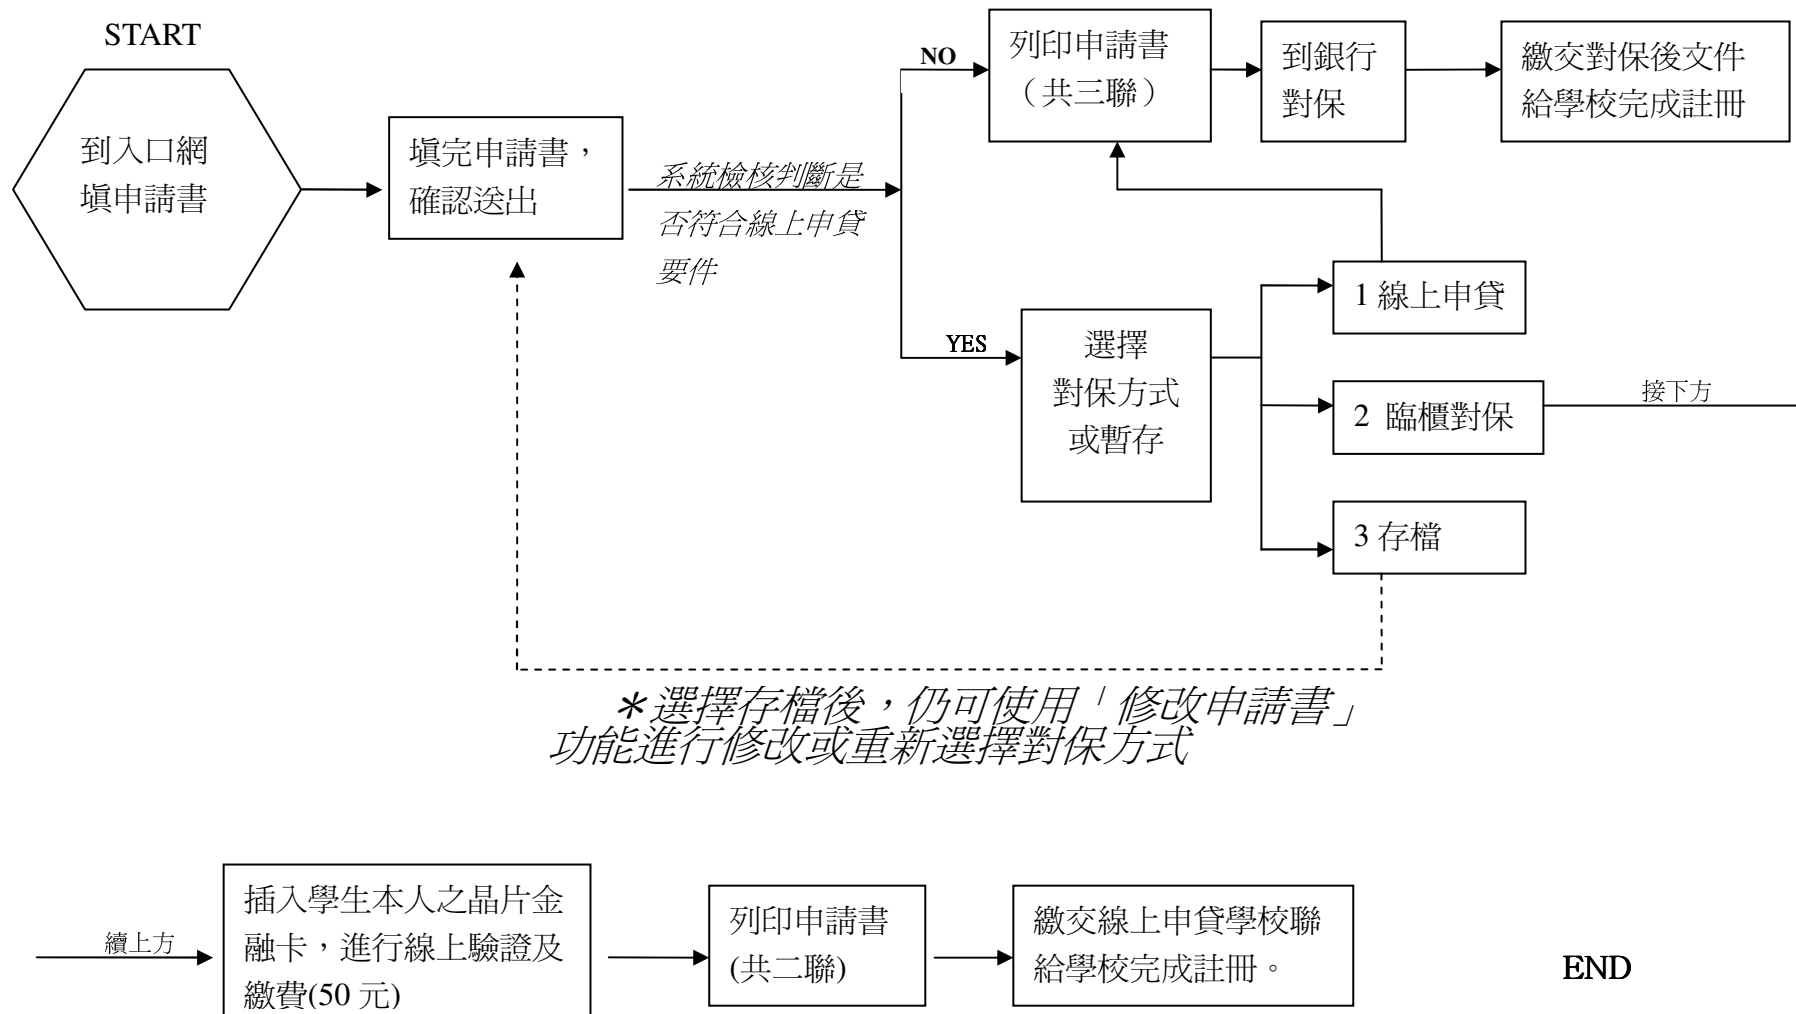 START
到入口網
填申請書
填完申請書，
確認送出
系統檢核判斷是
否符合線上申貸
要件
NO
列印申請書
（共三聯）
到銀行
對保
繳交對保後文件
給學校完成註冊
YES
選擇
對保方式
或暫存
1 線上申貸
2 臨櫃對保
接下方
3 存檔
＊選擇存檔後，仍可使用「修改申請書」
功能進行修改或重新選擇對保方式
續上方
插入學生本人之晶片金
融卡，進行線上驗證及
繳費(50 元)
列印申請書
(共二聯)
繳交線上申貸學校聯
給學校完成註冊。
END